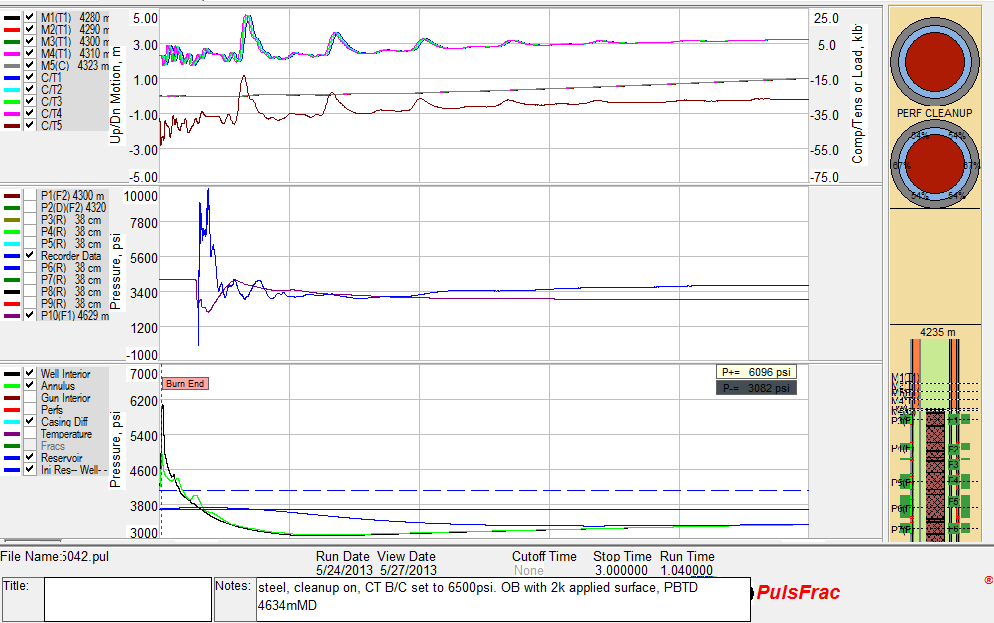 M1(T1) 4280 m
M2(T1) 4290 m
M3(T1) 4300 m
M4(T1) 4310 m
M5(C) 4323 m
C/T1
C/T2
C/T3
C/T4
C/T5
Up/Dn Motion, m
5.00
3.00
1.00
-1.00
-3.00
-5.00
25.0
5.0
-15.0
-35.0
-55.0
-75.0
Comp/Tens or Load, klb
P1(F2) 4300 m
P2(D)(F2) 4320
P3(R) 38 cm
P4(R) 38 cm
P5(R) 38 cm
Recorder Data
P6(R) 38 cm
P7(R) 38 cm
P8(R) 38 cm
P9(R) 38 cm
P10(F1) 4629 m
Pressure, psi
10000
7800
5600
3400
1200
-1000
Well Interior
Annulus
Gun Interior
Perfs
Casing Diff
Temperature
Fracs
Reservoir
Ini Res-- Well- -
Pressure, psi
7000
6200
5400
4600
3800
3000
Burn End
P+= 6096 psi
P-= 3082 psi
PERF CLEANUP
54% 54%
67% 67%
54% 54%
4235 m
File Name:5042.pul
Run Date View Date
5/24/2013 5/27/2013
Cutoff Time Stop Time Run Time
None 3.000000 1.040000
Title:
Notes: steel, cleanup on, CT B/C set to 6500psi. OB with 2k applied surface, PBTD
4634mMD
PulsFrac ®